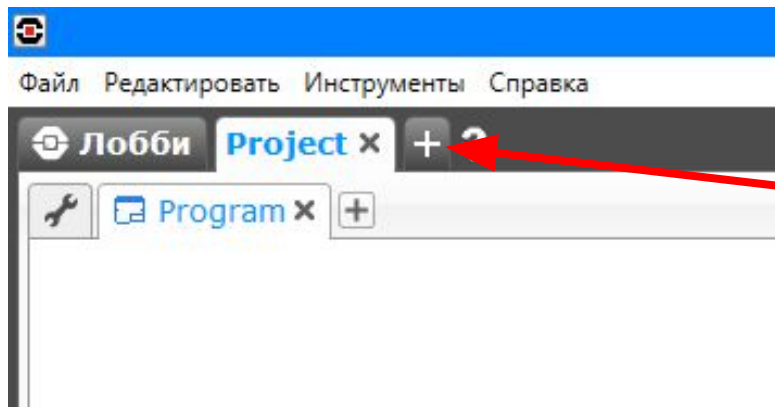 Файл Редактировать Инструменты Справка
Лобби Project × +
Program × +